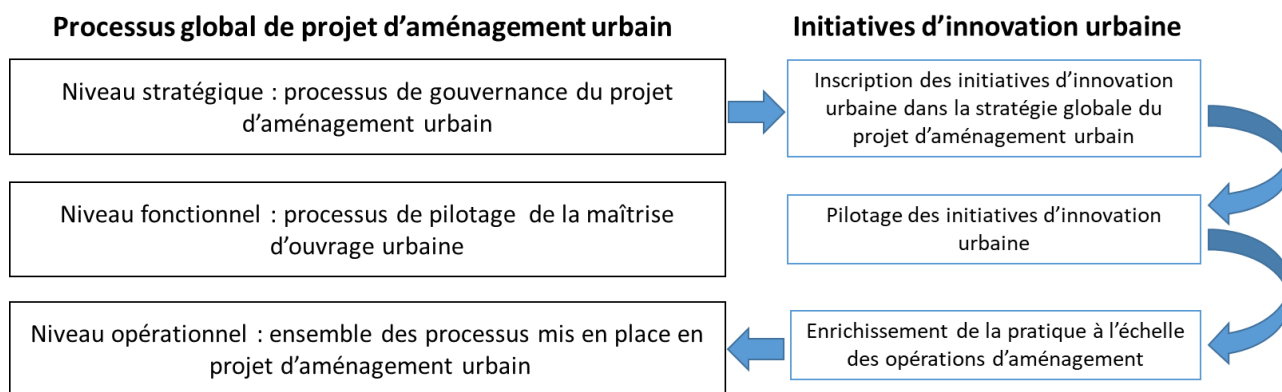 Processus global de projet d’aménagement urbain
Initiatives d’innovation urbaine
Niveau stratégique : processus de gouvernance du projet
d’aménagement urbain
Inscription des initiatives d’innovation
urbaine dans la stratégie globale du
projet d’aménagement urbain
Niveau fonctionnel : processus de pilotage de la maîtrise
d’ouvrage urbaine
Pilotage des initiatives d’innovation
urbaine
Niveau opérationnel : ensemble des processus mis en place en
projet d’aménagement urbain
Enrichissement de la pratique à l’échelle
des opérations d’aménagement